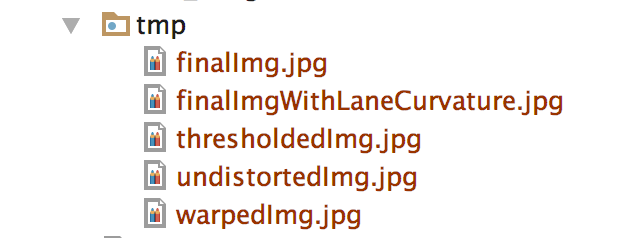 tmp
finalImg.jpg
finalImgWithLaneCurvature.jpg
thresholdedImg.jpg
undistortedImg.jpg
warpedImg.jpg